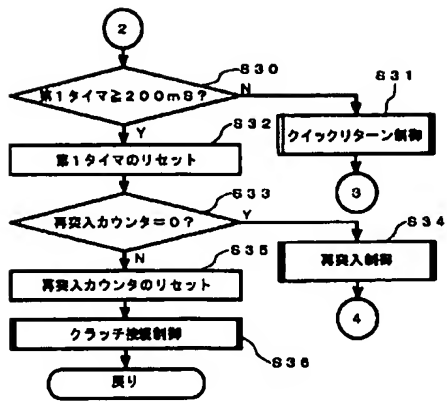 2
S30
第1タイマ≧200mS?
N
S31
Y
S32
クイックリターン制御
第1タイマのリセット
3
S33
再突入カウンタ=0?
Y
S34
N
S35
再突入制御
再突入カウンタのリセット
4
クラッチ接続制御
S36
戻り